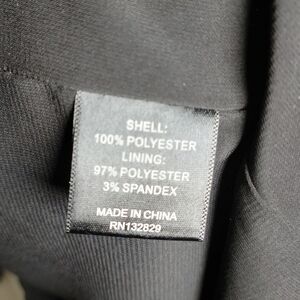 SHELL:
100% POLYESTER
LINING:
97% POLYESTER
3% SPANDEX
MADE IN CHINA
RN132829